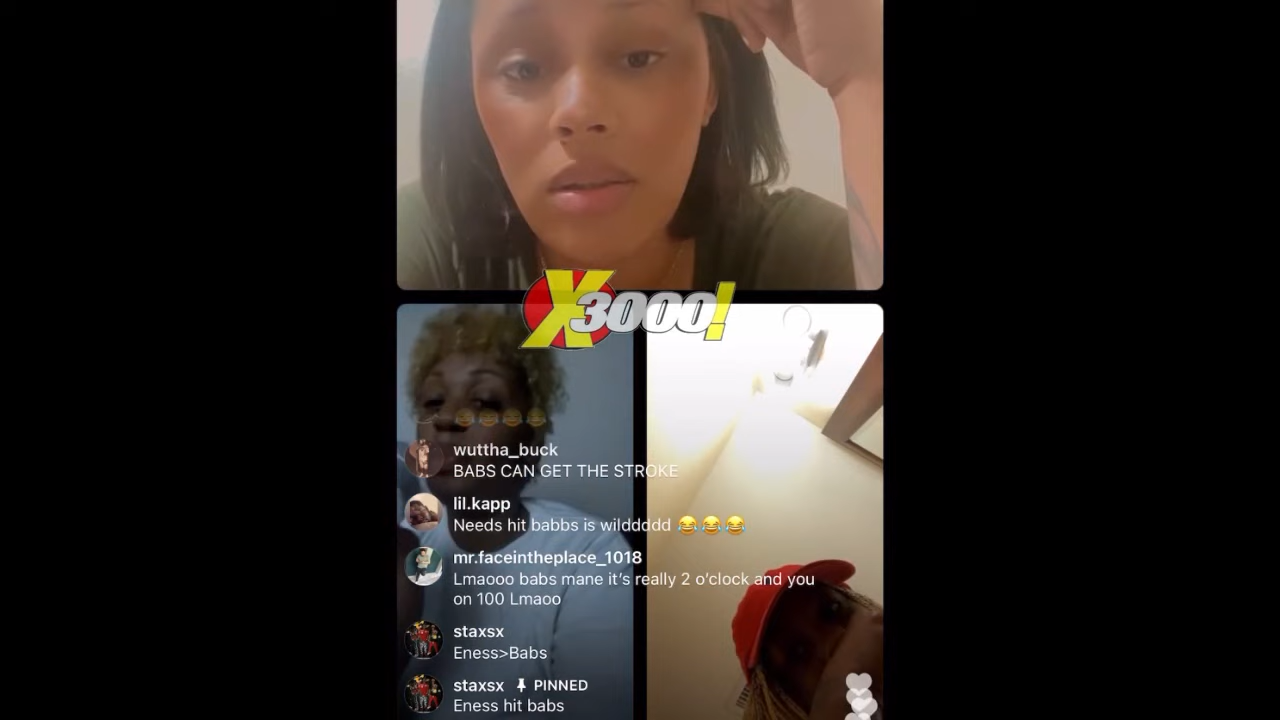 X3000!
😂😂😂😂
wuttha_buck
BABS CAN GET THE STROKE
lil.kapp
Needs hit babbs is wilddddd 😂😂😂
mr.faceintheplace_1018
Lmaooo babs mane it’s really 2 o’clock and you
on 100 Lmaoo
staxsx
Eness>Babs
staxsx PINNED
Eness hit babs